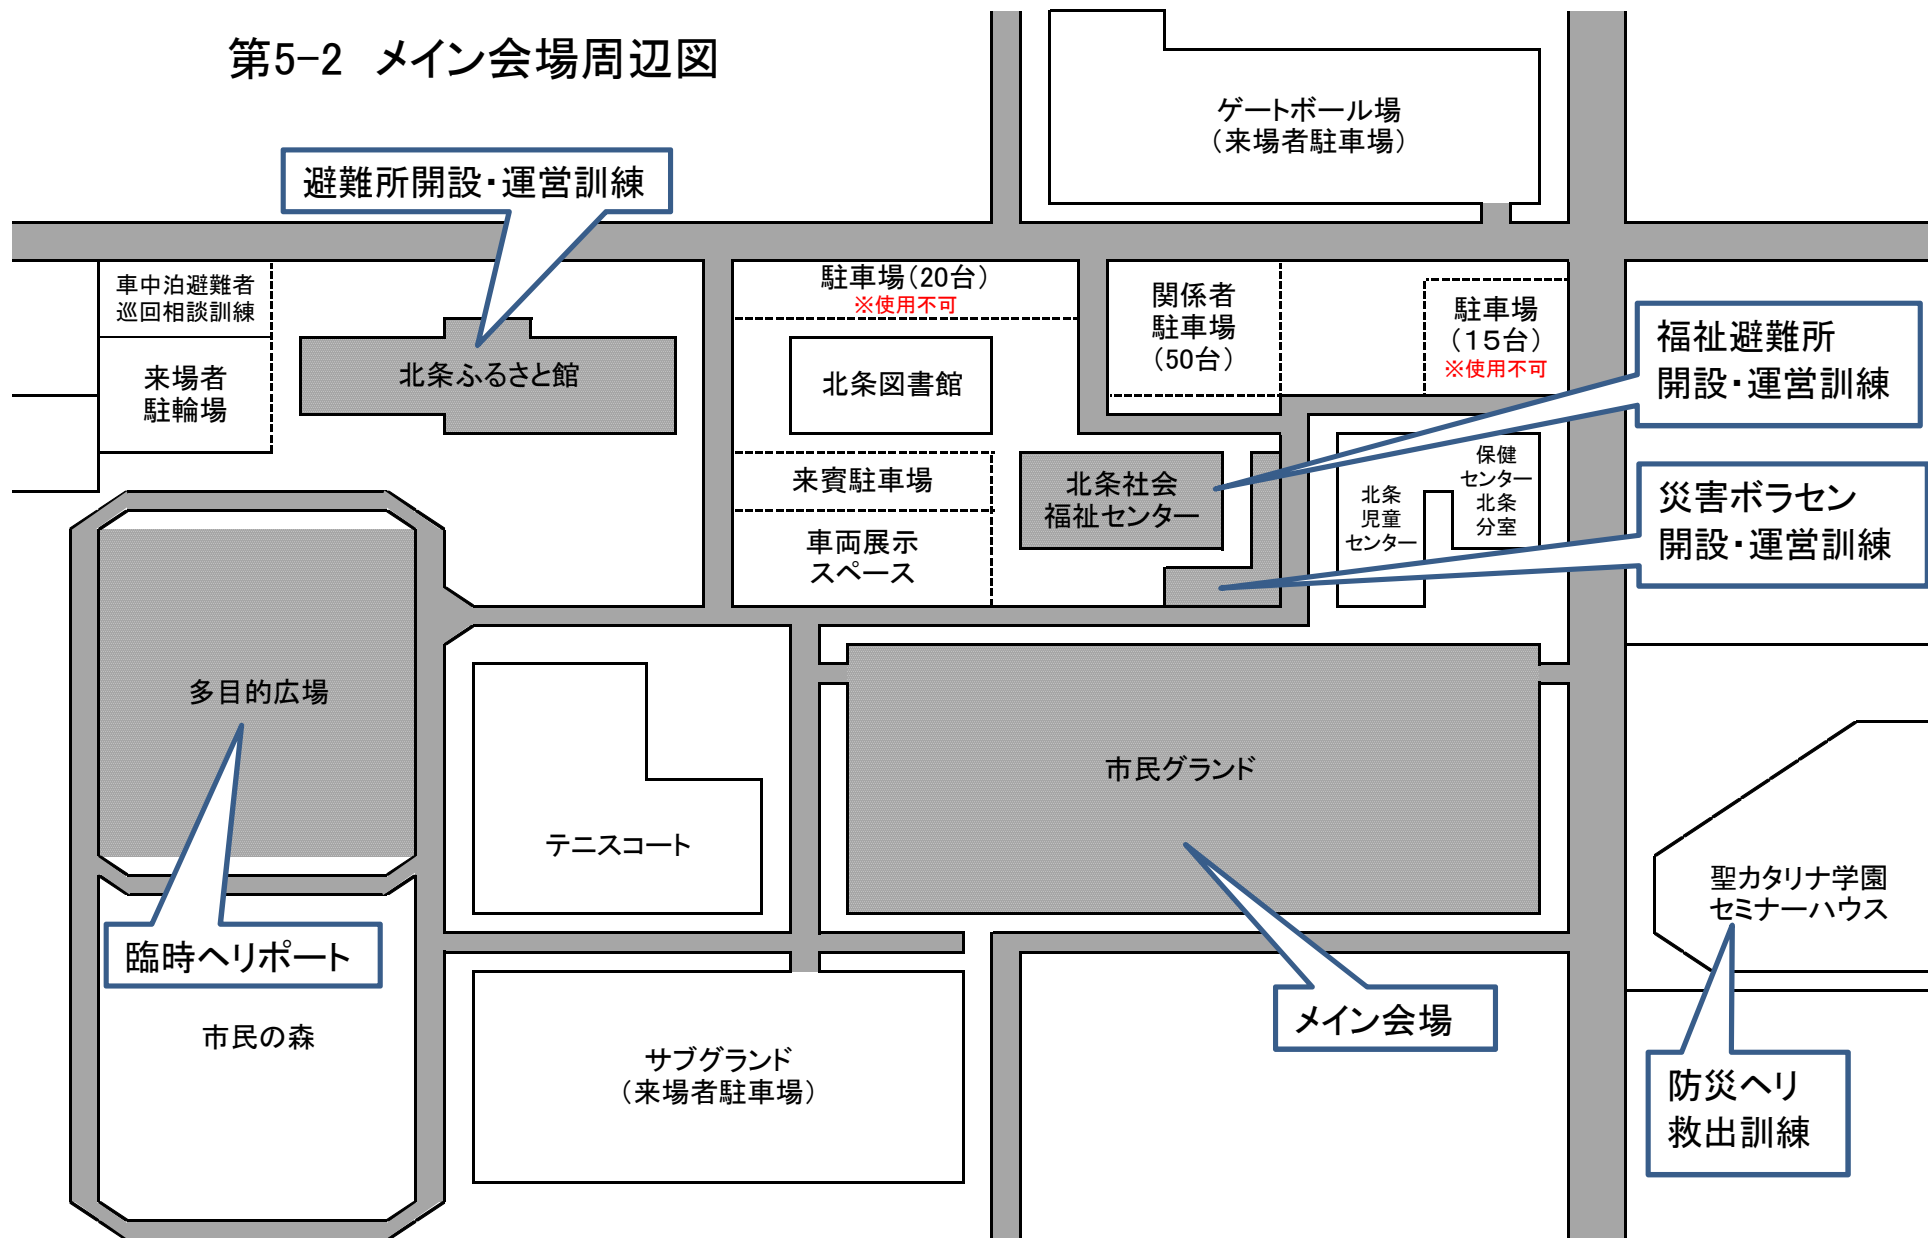 第5-2 メイン会場周辺図
ゲートボール場
（来場者駐車場）
避難所開設・運営訓練
車中泊避難者
巡回相談訓練
来場者
駐輪場
北条ふるさと館
駐車場（20台）
※使用不可
北条図書館
関係者
駐車場
（50台）
駐車場
（１５台）
※使用不可
福祉避難所
開設・運営訓練
来賓駐車場
車両展示
スペース
北条社会
福祉センター
北条
児童
センター
保健
センター
北条
分室
災害ボラセン
開設・運営訓練
多目的広場
テニスコート
市民グランド
聖カタリナ学園
セミナーハウス
臨時ヘリポート
市民の森
サブグランド
（来場者駐車場）
メイン会場
防災ヘリ
救出訓練